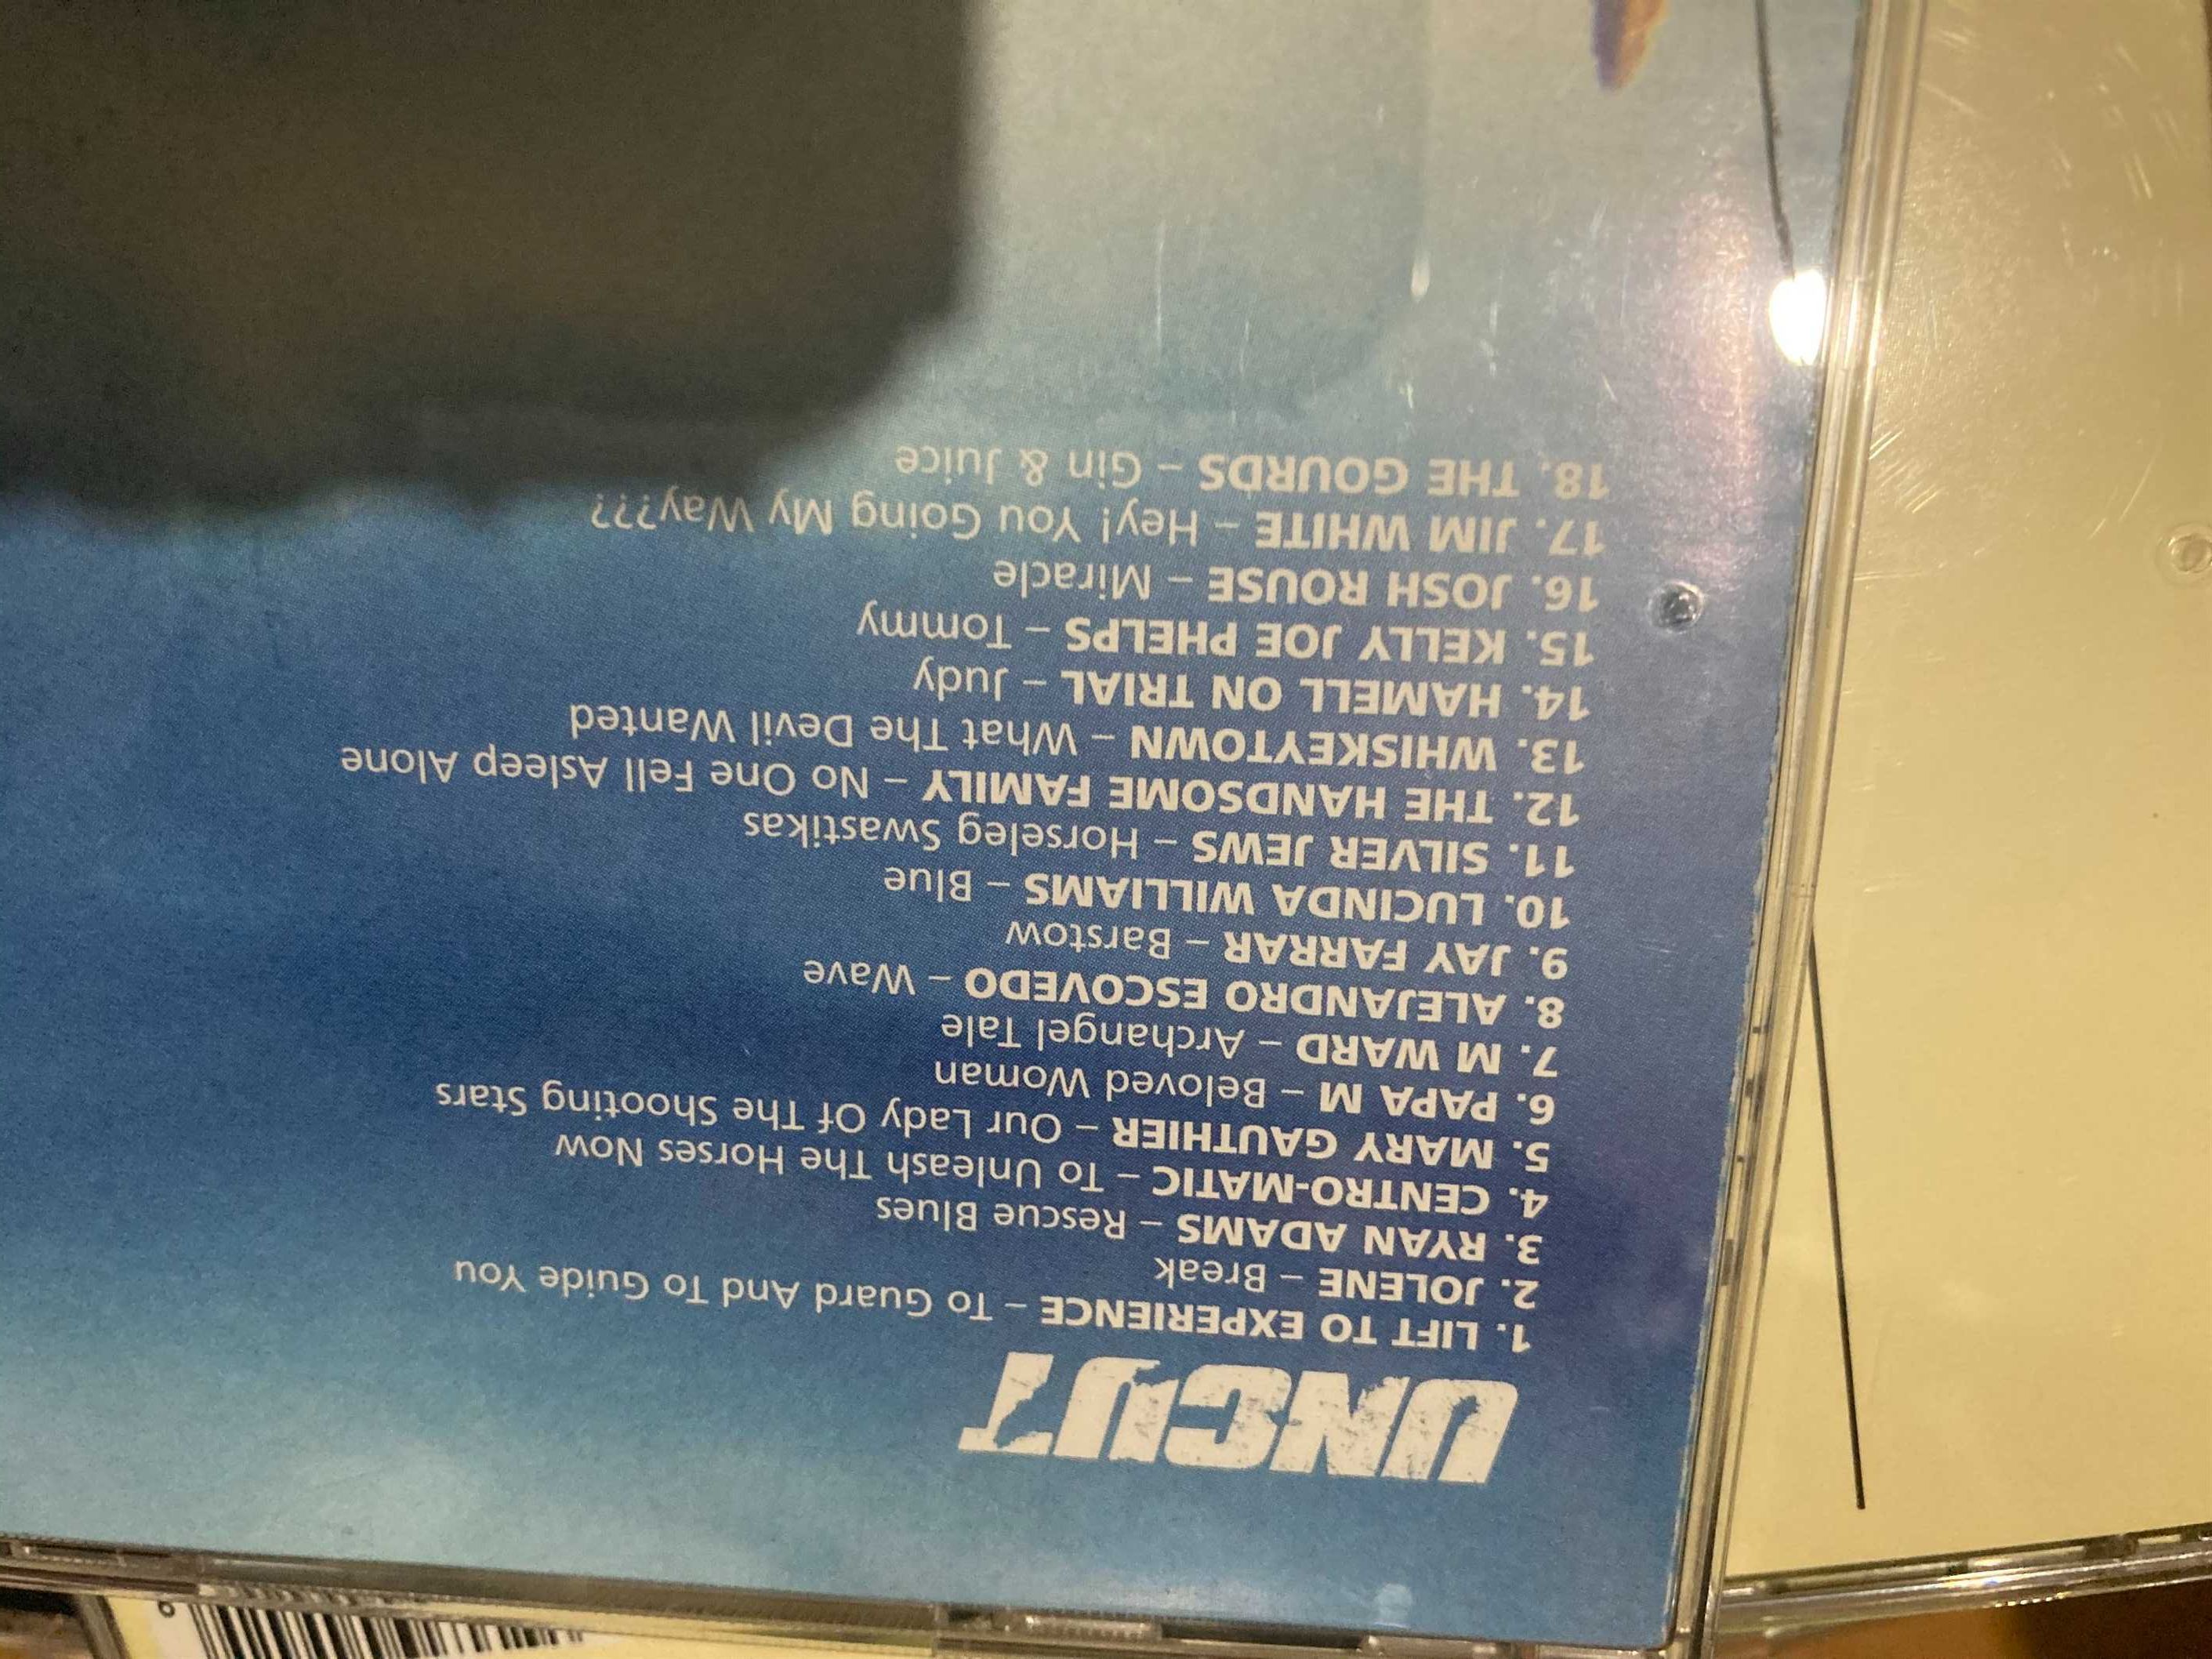 UNCUT
1. LIFT TO EXPERIENCE – To Guard And To Guide You
2. JOLENE – Break
3. RYAN ADAMS – Rescue Blues
4. CENTRO-MATIC – To Unleash The Horses Now
5. MARY GAUTHIER – Our Lady Of The Shooting Stars
6. PAPA M – Beloved Woman
7. M WARD – Archangel Tale
8. ALEJANDRO ESCOVEDO – Wave
9. JAY FARRAR – Barstow
10. LUCINDA WILLIAMS – Blue
11. SILVER JEWS – Horseleg Swastikas
12. THE HANDSOME FAMILY – No One Fell Asleep Alone
13. WHISKEYTOWN – What The Devil Wanted
14. HAMELL ON TRIAL – Judy
15. KELLY JOE PHELPS – Tommy
16. JOSH ROUSE – Miracle
17. JIM WHITE – Hey! You Going My Way???
18. THE GOURDS – Gin & Juice